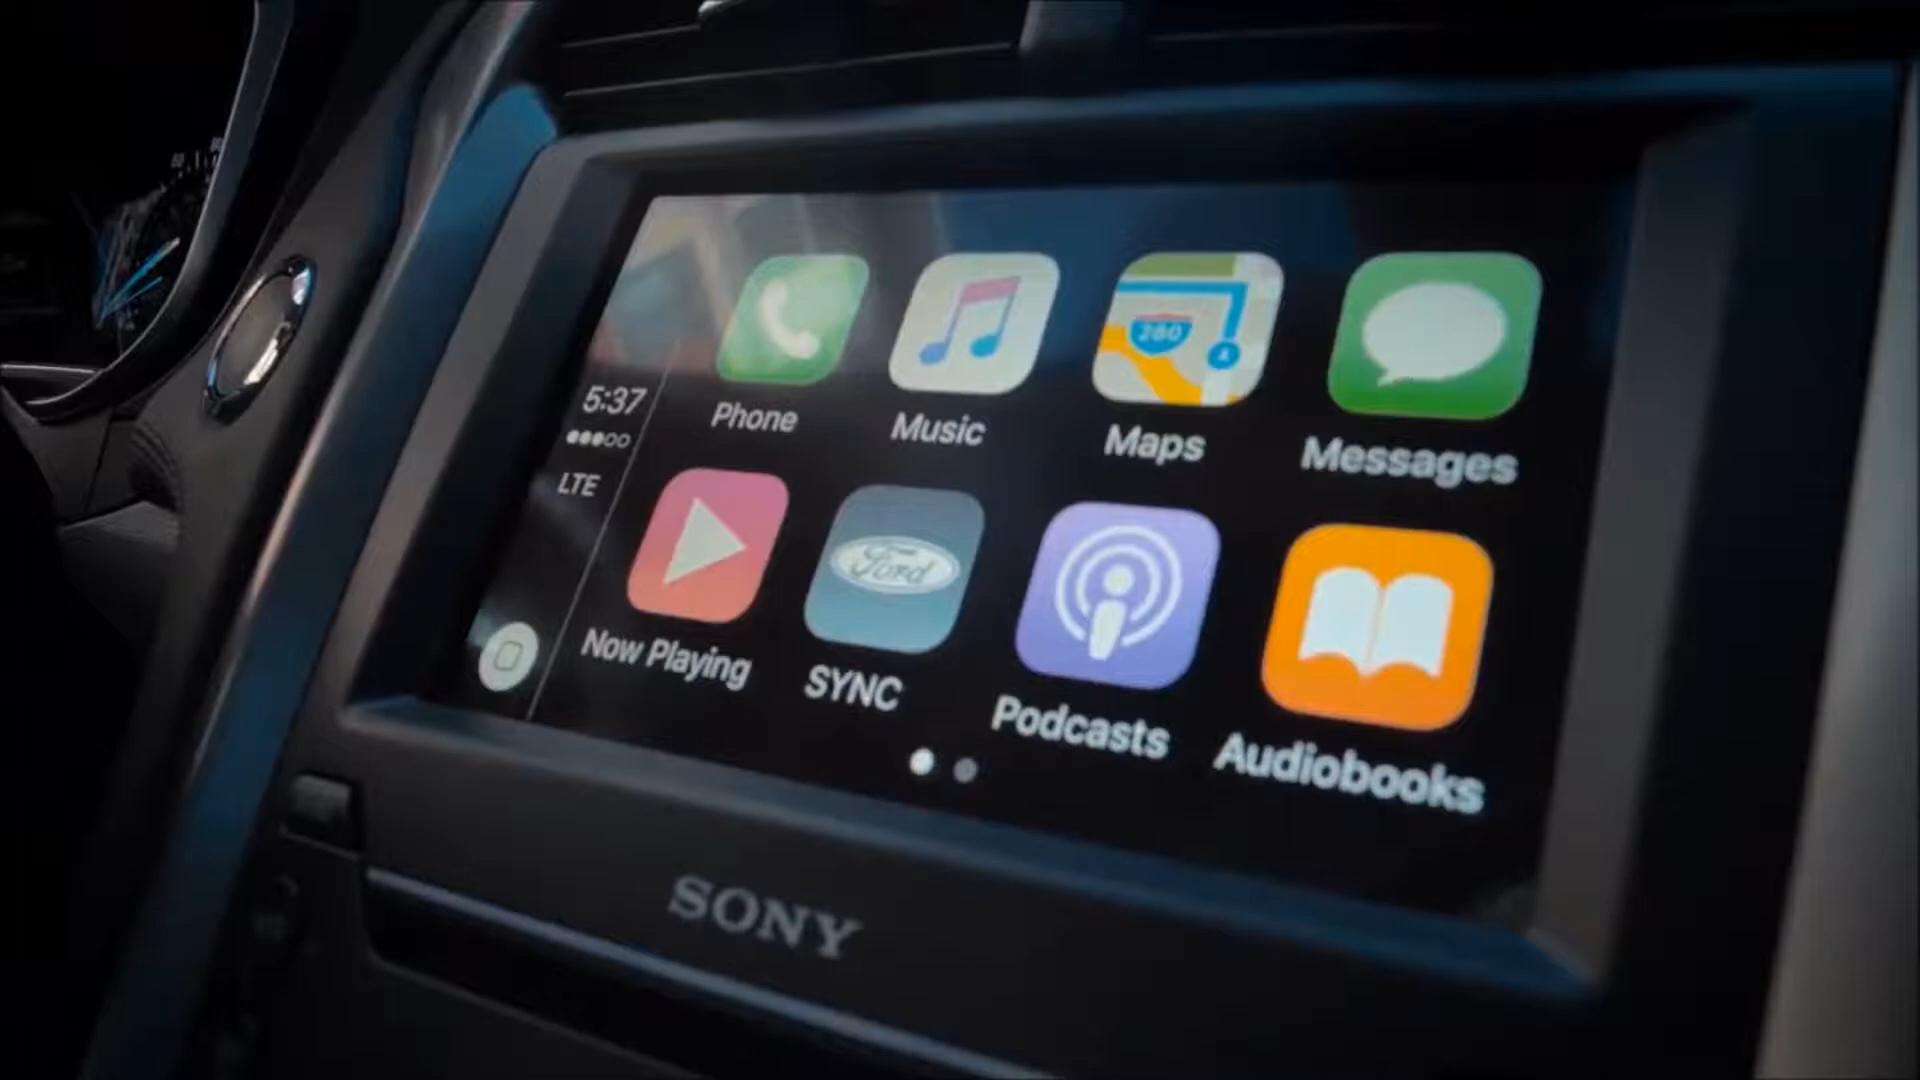 5:37
LTE
Phone
Music
280
Maps
Messages
Now Playing
Ford
SYNC
Podcasts
Audiobooks
SONY